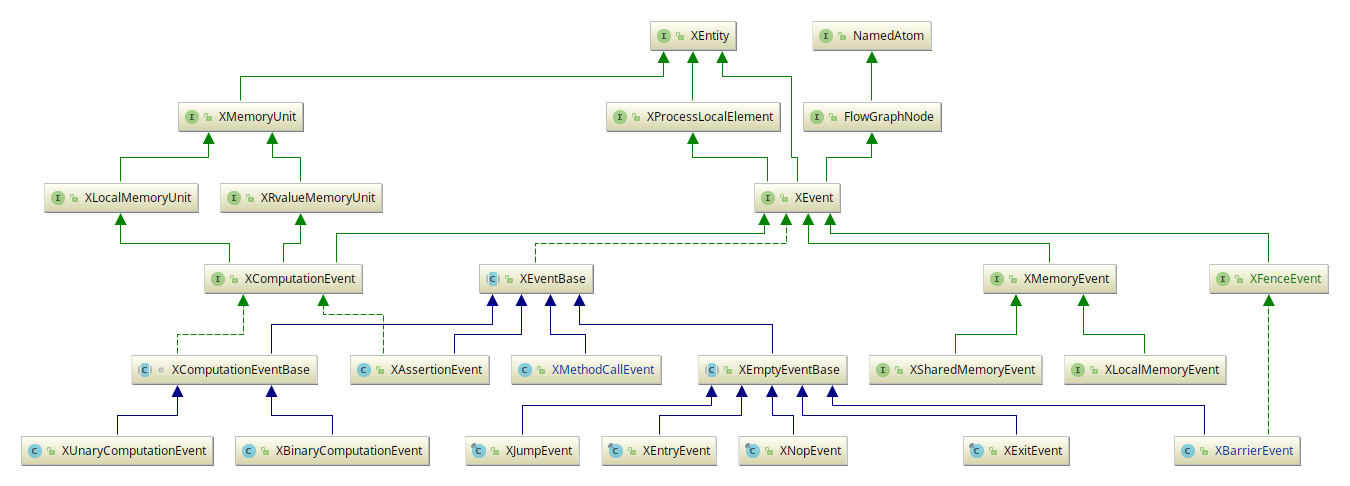 XEntity
NamedAtom
XMemoryUnit
XProcessLocalElement
FlowGraphNode
XLocalMemoryUnit
XRvalueMemoryUnit
XEvent
XComputationEvent
XEventBase
XMemoryEvent
XFenceEvent
XComputationEventBase
XAssertionEvent
XMethodCallEvent
XEmptyEventBase
XSharedMemoryEvent
XLocalMemoryEvent
XUnaryComputationEvent
XBinaryComputationEvent
XJumpEvent
XEntryEvent
XNopEvent
XExitEvent
XBarrierEvent